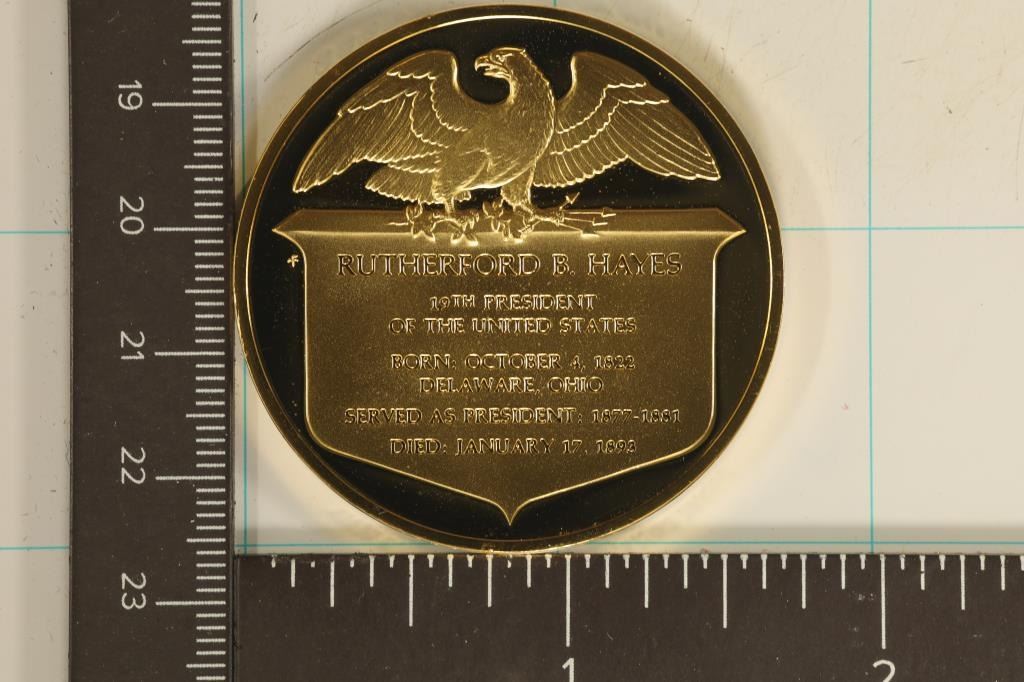 RUTHERFORD B. HAYES
19TH PRESIDENT
OF THE UNITED STATES
BORN: OCTOBER 4, 1822
DELAWARE, OHIO
SERVED AS PRESIDENT: 1877-1881
DIED: JANUARY 17, 1893
19
20
21
22
23
1
2